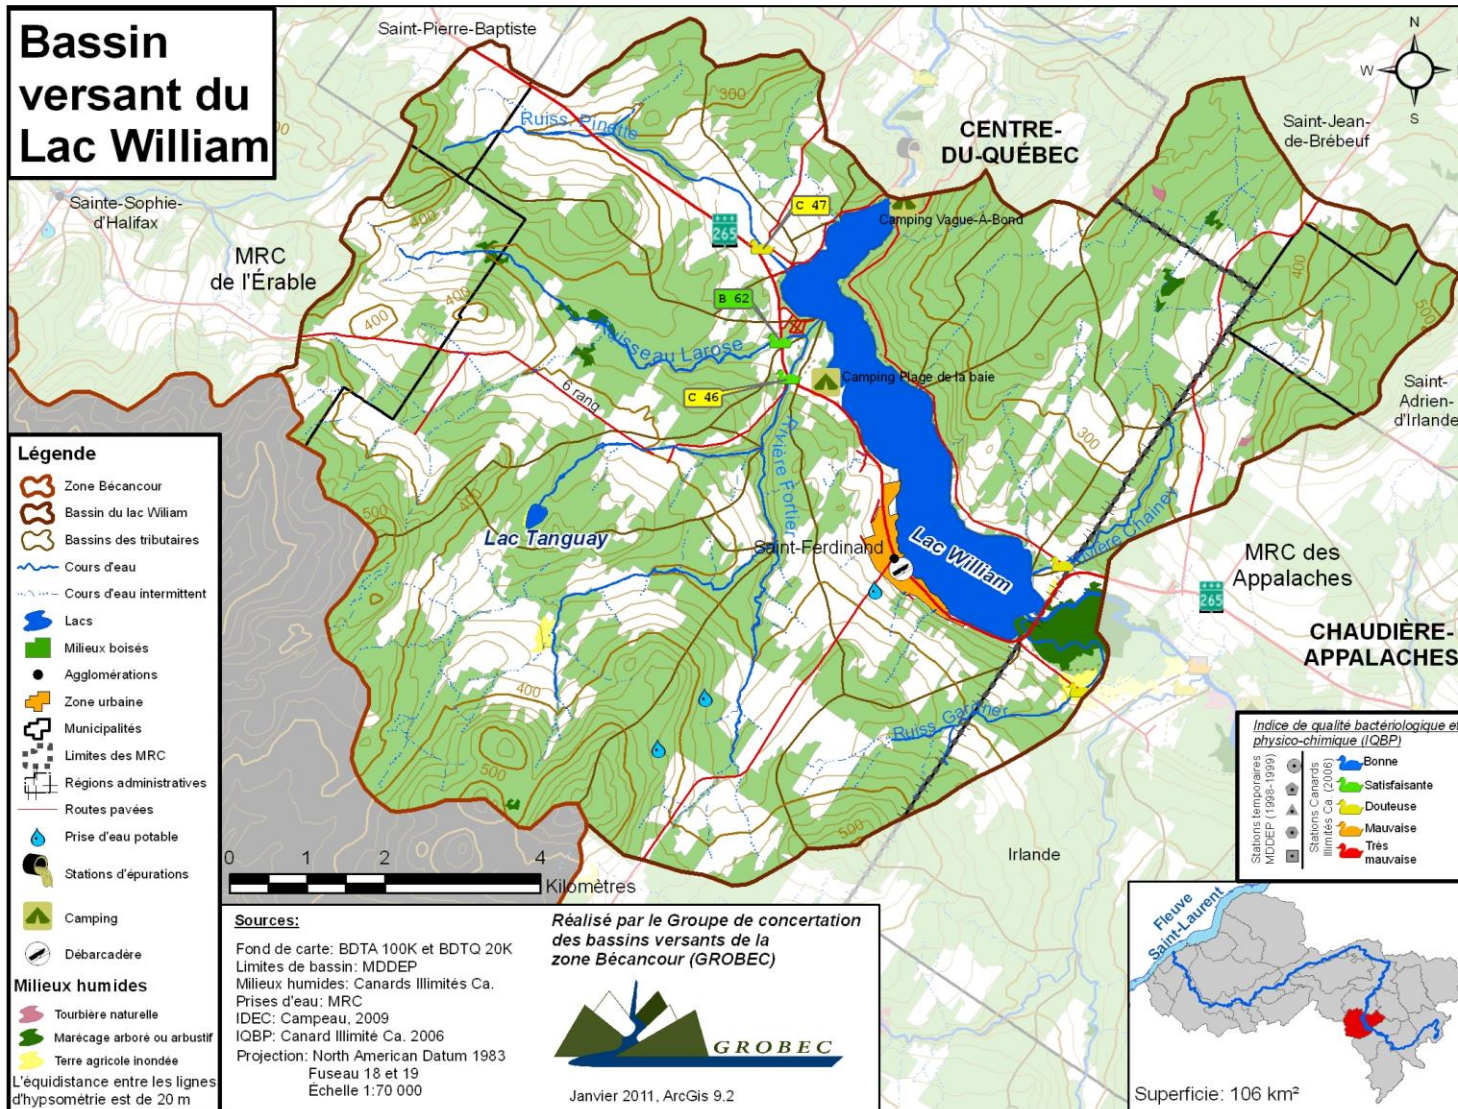 Bassin
versant du
Lac William
Saint-Pierre-Baptiste
N
W
S
Saint-Jean-
de-Brébeuf
CENTRE-
DU-QUÉBEC
300
Ruiss. Pinette
Sainte-Sophie-
d'Halifax
MRC
de l'Érable
400
C 47
265
Camping Vague-À-Bond
400
400
400
500
B 62
Ruisseau Larose
Camping Plage de la baie
6 rang
C 46
Saint-
Adrien-
d'Irlande
300
Rivière Fortier
400
500
Lac Tanguay
Saint-Ferdinand
Lac William
Rivière Chainey
MRC des
Appalaches
265
CHAUDIÈRE-
APPALACHES
400
Ruiss. Gardner
500
500
Irlande
Légende
Zone Bécancour
Bassin du lac Wiliam
Bassins des tributaires
Cours d'eau
Cours d'eau intermittent
Lacs
Milieux boisés
Agglomérations
Zone urbaine
Municipalités
Limites des MRC
Régions administratives
Routes pavées
Prise d'eau potable
Stations d'épurations
Camping
Débarcadère
Milieux humides
Tourbière naturelle
Marécage arboré ou arbustif
Terre agricole inondée
L'équidistance entre les lignes
d'hypsométrie est de 20 m
0 1 2 4
Kilomètres
Sources:
Fond de carte: BDTA 100K et BDTQ 20K
Limites de bassin: MDDEP
Milieux humides: Canards Illimités Ca.
Prises d'eau: MRC
IDEC: Campeau, 2009
IQBP: Canard Illimité Ca. 2006
Projection: North American Datum 1983
Fuseau 18 et 19
Échelle 1:70 000
Réalisé par le Groupe de concertation
des bassins versants de la
zone Bécancour (GROBEC)
GROBEC
Janvier 2011, ArcGis 9.2
Indice de qualité bactériologique et
physico-chimique (IQBP)
Stations temporaires
MDDEP (1998-1999)
Stations Canards
Illimités Ca. (2006)
Bonne
Satisfaisante
Douteuse
Mauvaise
Très
mauvaise
Fleuve
Saint-Laurent
Superficie: 106 km²